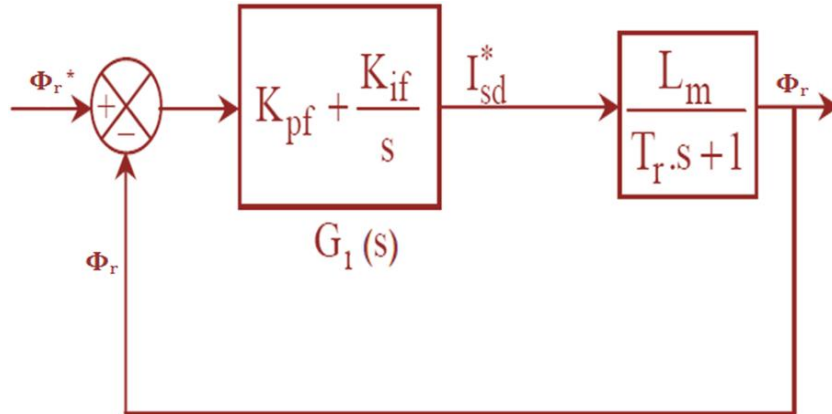 Φr*
+
−
Kpf + Kif/s
G1(s)
I*sd
Lm/Tr.s+1
Φr
Φr